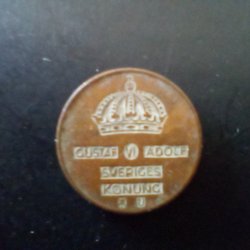 GUSTAF VI ADOLF
SVERIGES
KONUNG